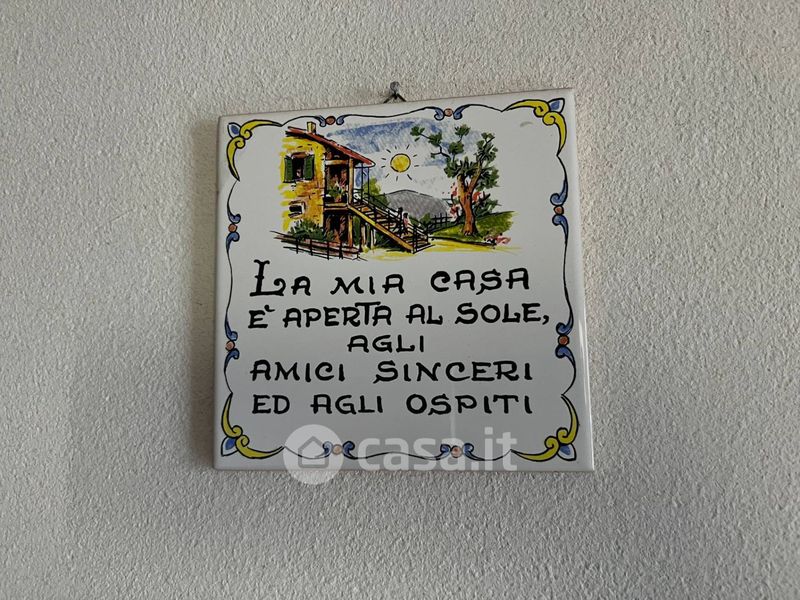 LA MIA CASA
E' APERTA AL SOLE,
AGLI
AMICI SINCERI
ED AGLI OSPITI
casa.it